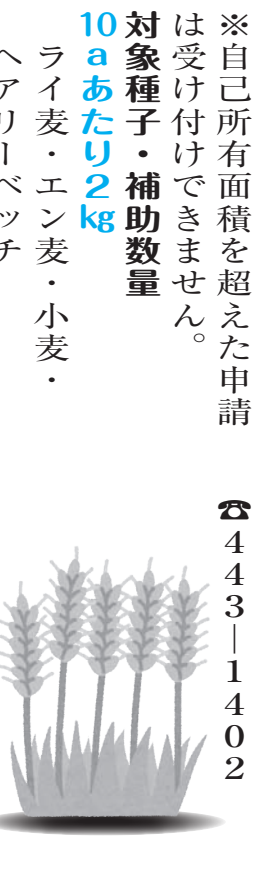 ※自己所有面積を超えた申請
は受け付けできません。
対象種子・補助数量
10aあたり2kg
ライ麦・エン麦・小麦・
ヘアリーベッチ
☎443―1402